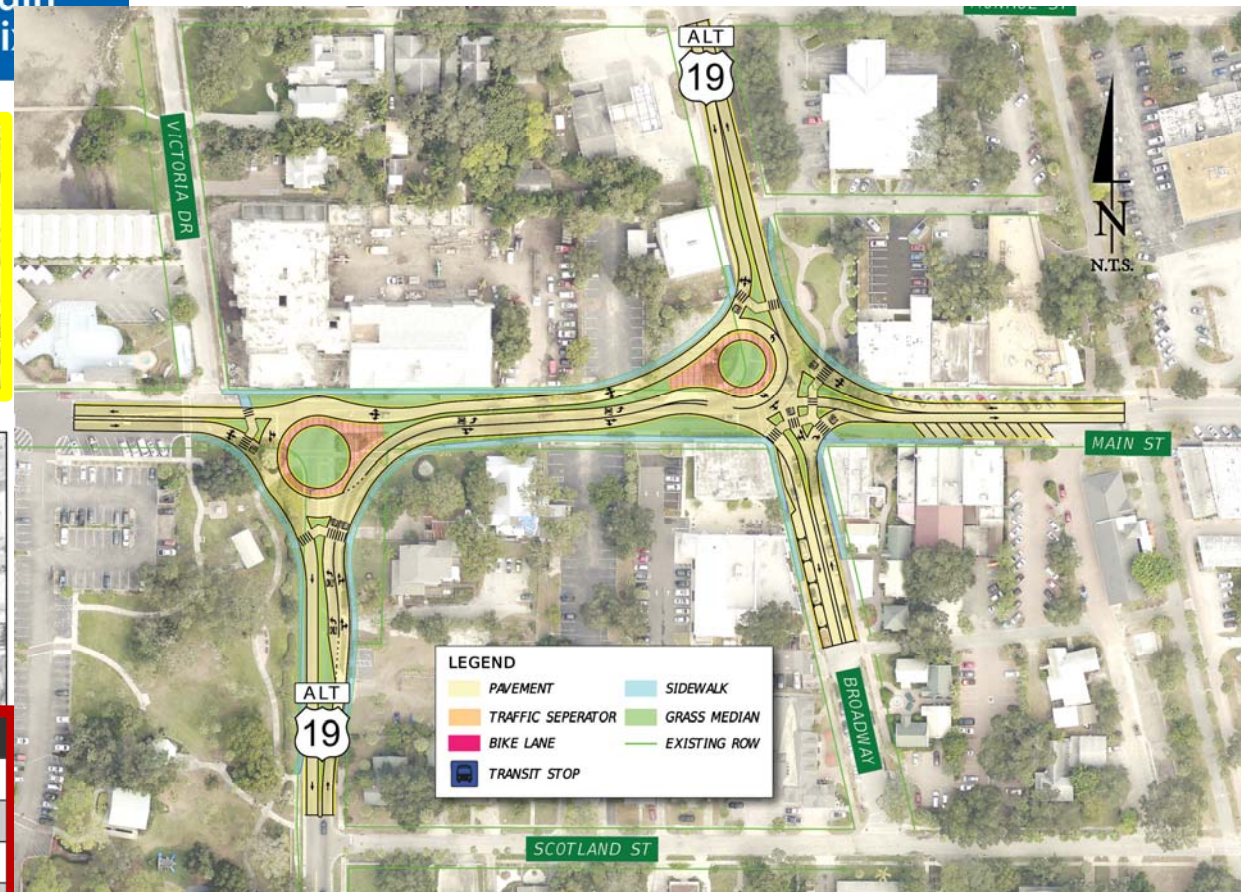 ALT
19
VICTORIA DR
N
N.T.S.
MAIN ST
LEGEND
PAVEMENT
SIDEWALK
TRAFFIC SEPERATOR
GRASS MEDIAN
BIKE LANE
EXISTING ROW
TRANSIT STOP
ALT
19
BROADWAY
SCOTLAND ST